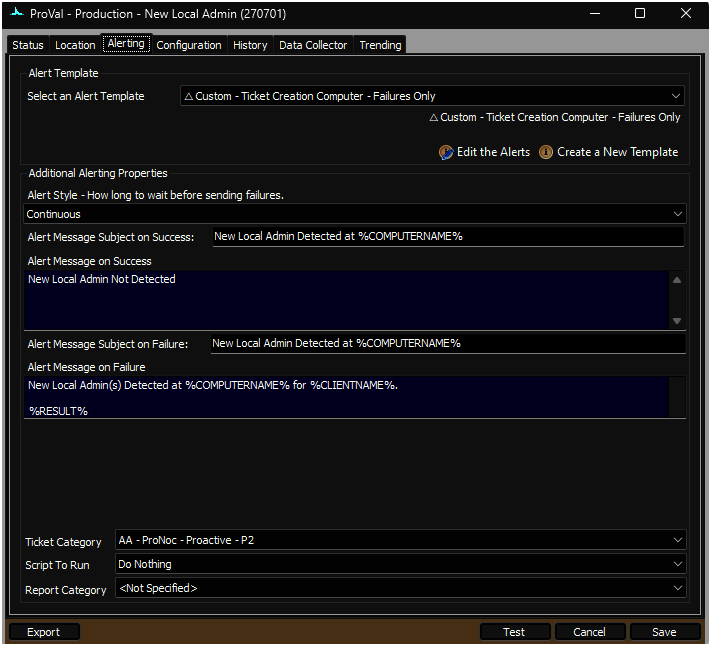 ProVal - Production - New Local Admin (270701)
Status Location Alerting Configuration History Data Collector Trending
Alert Template
Select an Alert Template △ Custom - Ticket Creation Computer - Failures Only
△ Custom - Ticket Creation Computer - Failures Only
Edit the Alerts Create a New Template
Additional Alerting Properties
Alert Style - How long to wait before sending failures.
Continuous
Alert Message Subject on Success: New Local Admin Detected at %COMPUTERNAME%
Alert Message on Success
New Local Admin Not Detected
Alert Message Subject on Failure: New Local Admin Detected at %COMPUTERNAME%
Alert Message on Failure
New Local Admin(s) Detected at %COMPUTERNAME% for %CLIENTNAME%.
%RESULT%
Ticket Category AA - ProNoc - Proactive - P2
Script To Run Do Nothing
Report Category <Not Specified>
Export Test Cancel Save